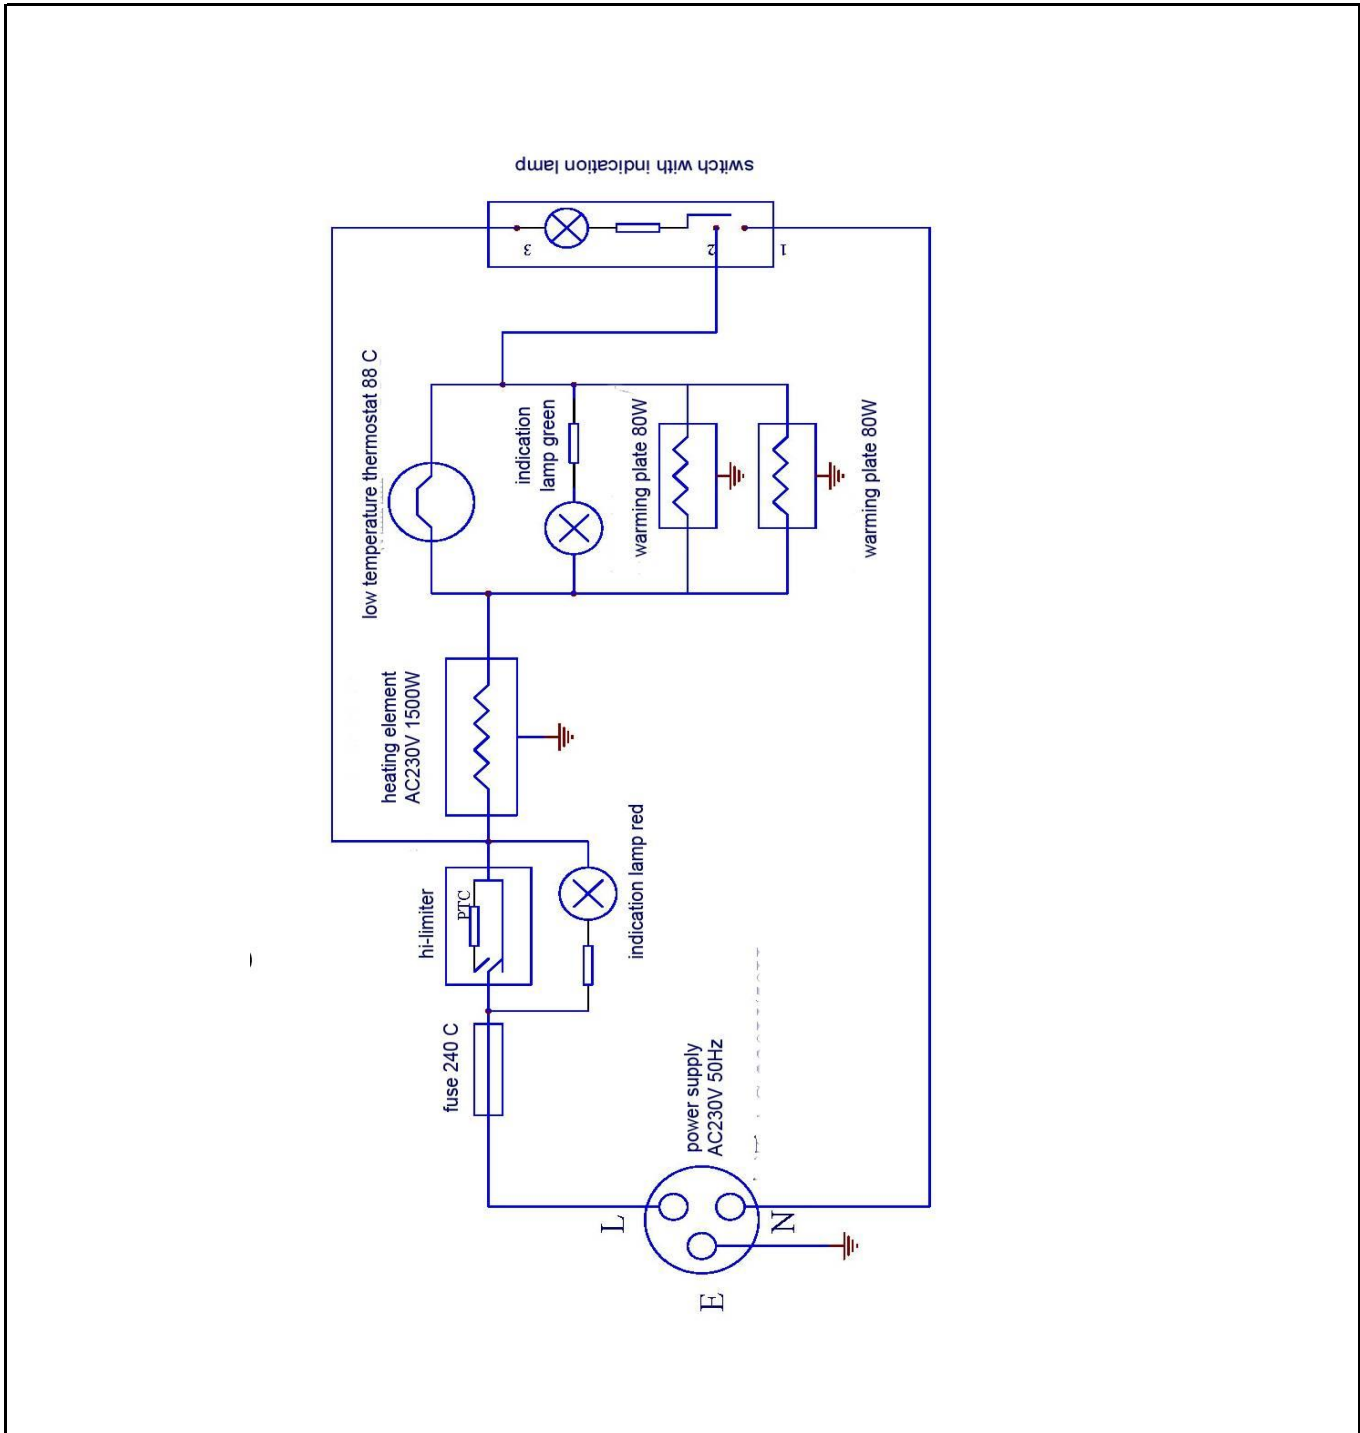 switch with indication lamp
3
2
1
low temperature thermostat 88 C
indication
lamp green
warming plate 80W
warming plate 80W
heating element
AC230V 1500W
hi-limiter
PTC
indication lamp red
fuse 240 C
power supply
AC230V 50Hz
L
N
E